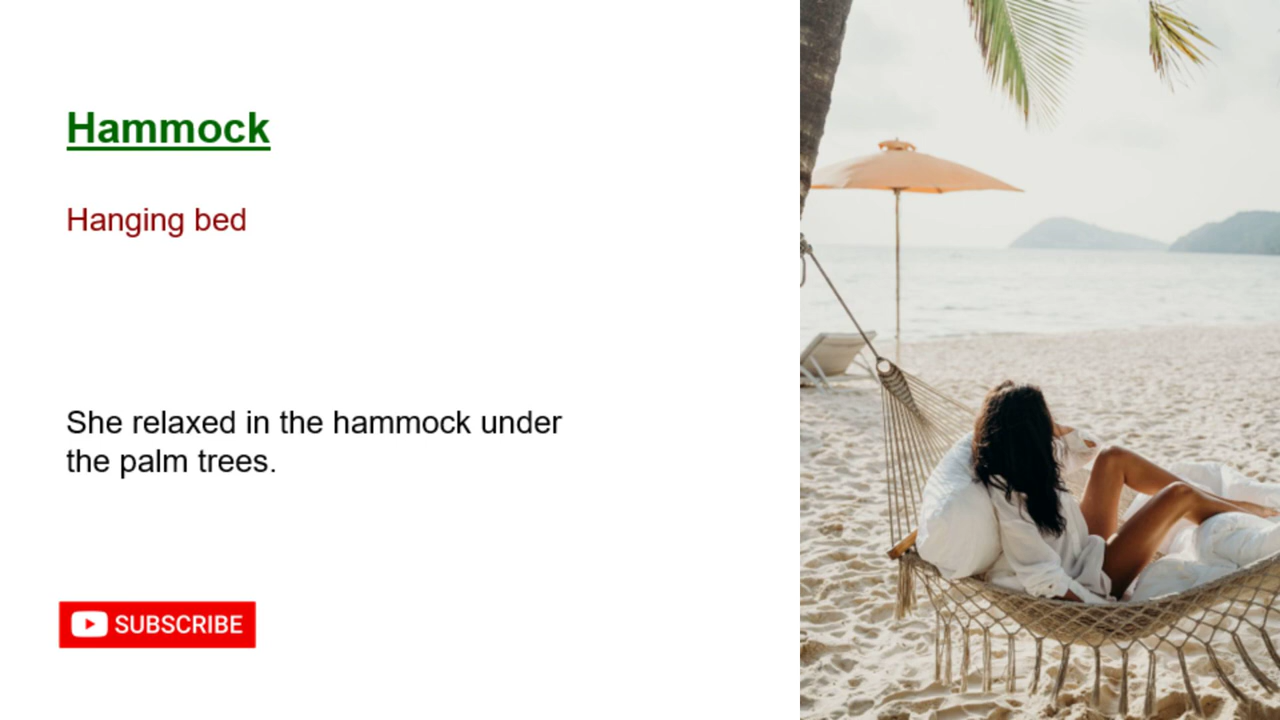 Hammock
Hanging bed
She relaxed in the hammock under
the palm trees.
SUBSCRIBE